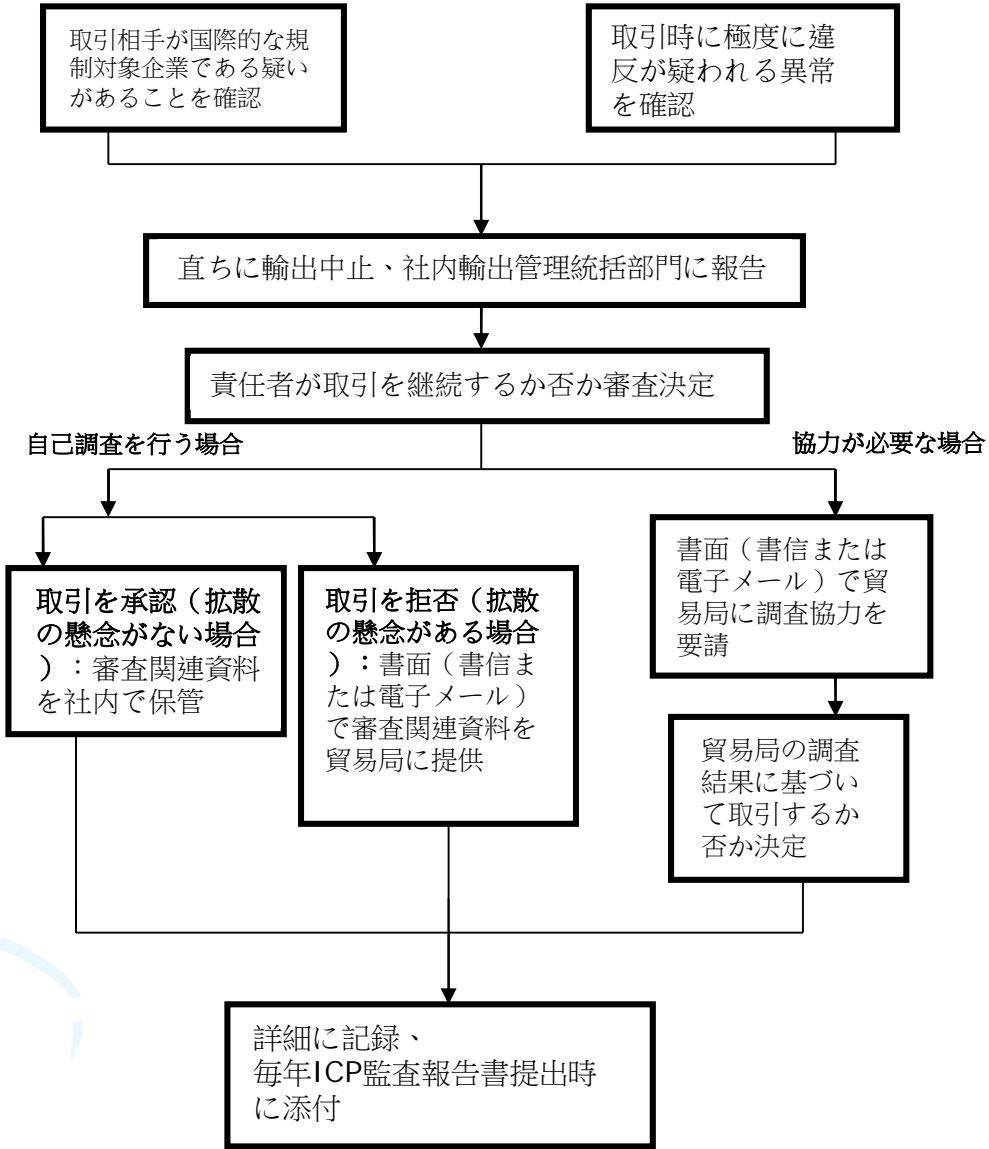 取引相手が国際的な規
制対象企業である疑い
があることを確認
取引時に極度に違
反が疑われる異常
を確認
直ちに輸出中止、社内輸出管理統括部門に報告
責任者が取引を継続するか否か審査決定
自己調査を行う場合
協力が必要な場合
取引を承認（拡散
の懸念がない場合
）：審査関連資料
を社内で保管
取引を拒否（拡散
の懸念がある場合
）：書面（書信ま
たは電子メール）
で審査関連資料を
貿易局に提供
書面（書信または
電子メール）で貿
易局に調査協力を
要請
貿易局の調査
結果に基づい
て取引するか
否か決定
詳細に記録、
毎年ICP監査報告書提出時
に添付